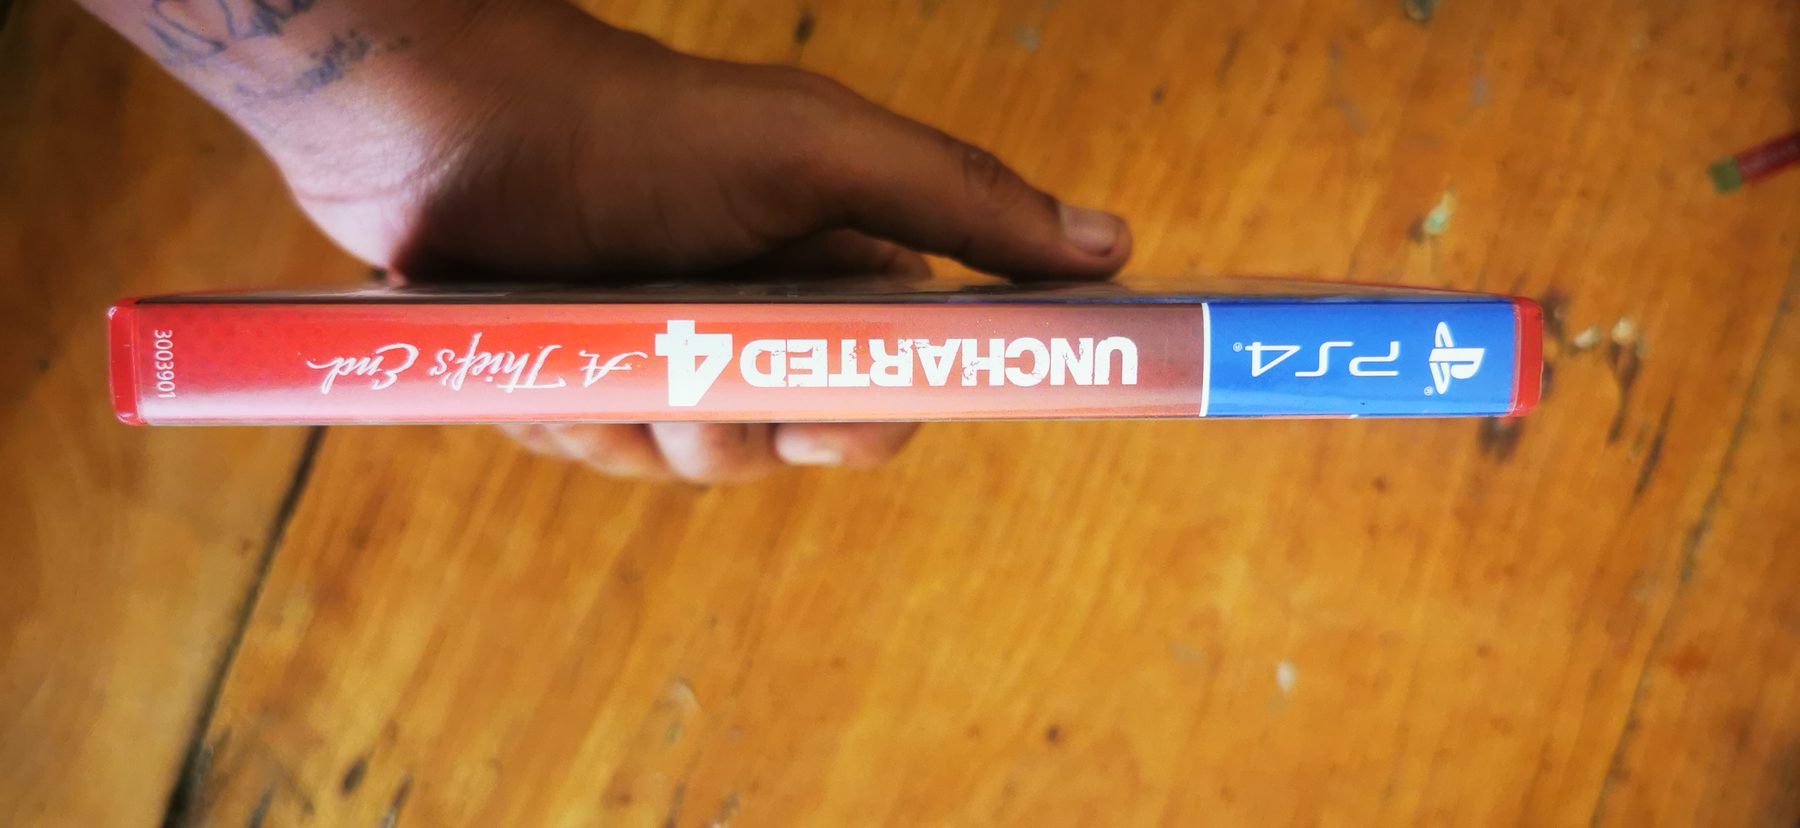 PS4®
UNCHARTED 4
A Thief's End
3003901